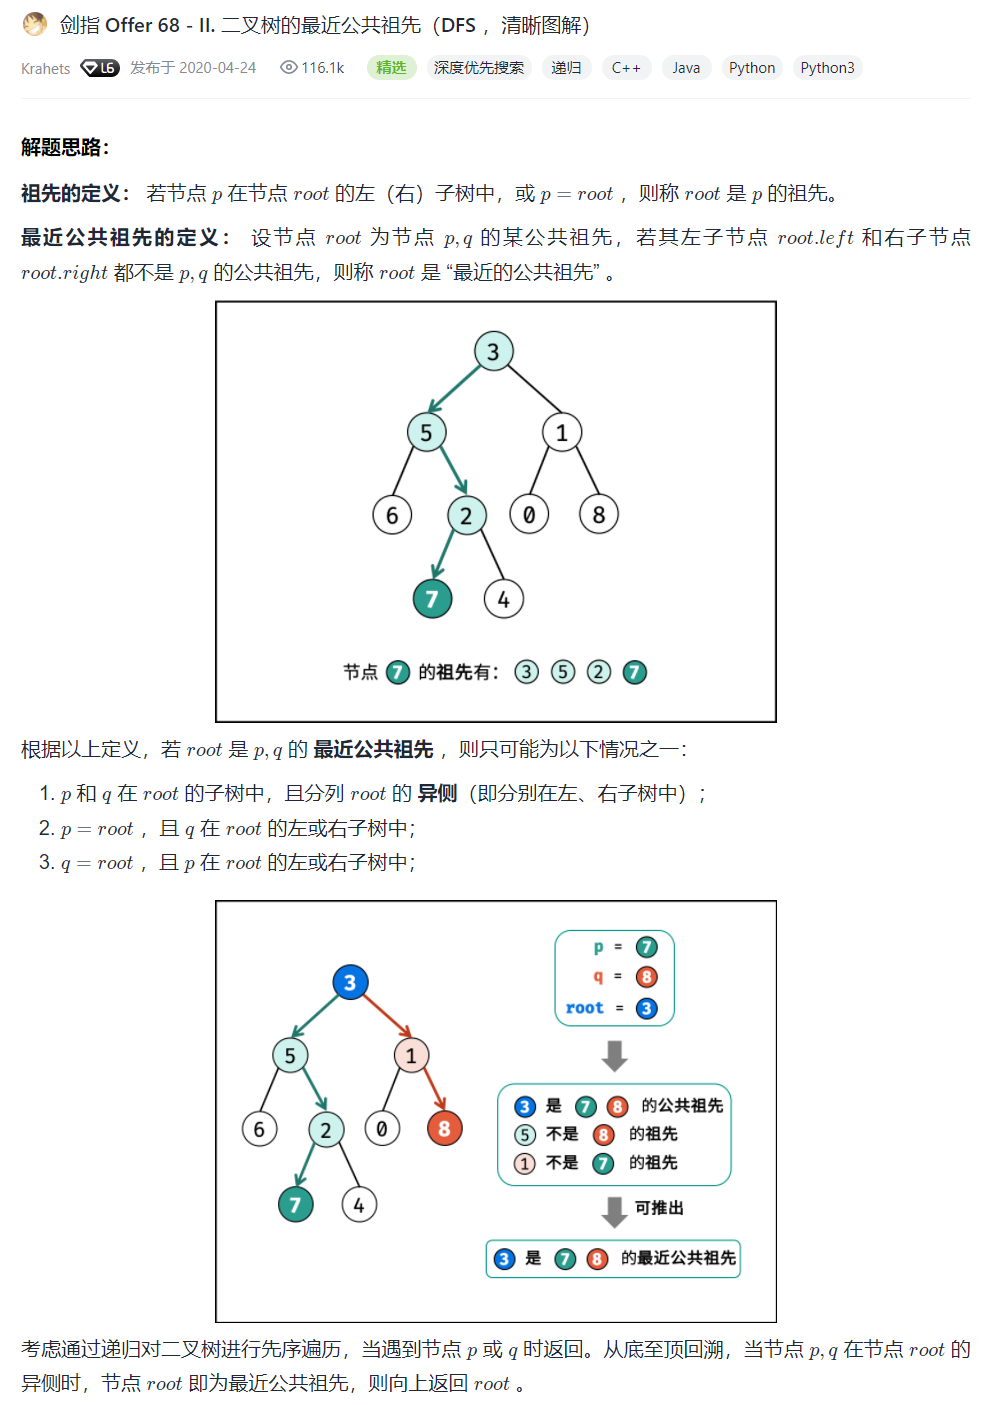 剑指 Offer 68 - II. 二叉树的最近公共祖先（DFS ，清晰图解）
Krahets L6 发布于 2020-04-24 116.1k 精选 深度优先搜索 递归 C++ Java Python Python3
解题思路：
祖先的定义： 若节点 p 在节点 root 的左（右）子树中，或 p = root ，则称 root 是 p 的祖先。
最近公共祖先的定义： 设节点 root 为节点 p, q 的某公共祖先，若其左子节点 root.left 和右子节点
root.right 都不是 p, q 的公共祖先，则称 root 是 “最近的公共祖先” 。
3
5 1
6 2 0 8
7 4
节点 7 的祖先有： 3 5 2 7
根据以上定义，若 root 是 p, q 的 最近公共祖先 ，则只可能为以下情况之一：
1. p 和 q 在 root 的子树中，且分列 root 的 异侧（即分别在左、右子树中）；
2. p = root ，且 q 在 root 的左或右子树中；
3. q = root ，且 p 在 root 的左或右子树中；
3
5 1
6 2 0 8
7 4
p = 7
q = 8
root = 3
3 是 7 8 的公共祖先
5 不是 8 的祖先
1 不是 7 的祖先
可推出
3 是 7 8 的最近公共祖先
考虑通过递归对二叉树进行先序遍历，当遇到节点 p 或 q 时返回。从底至顶回溯，当节点 p, q 在节点 root 的
异侧时，节点 root 即为最近公共祖先，则向上返回 root 。